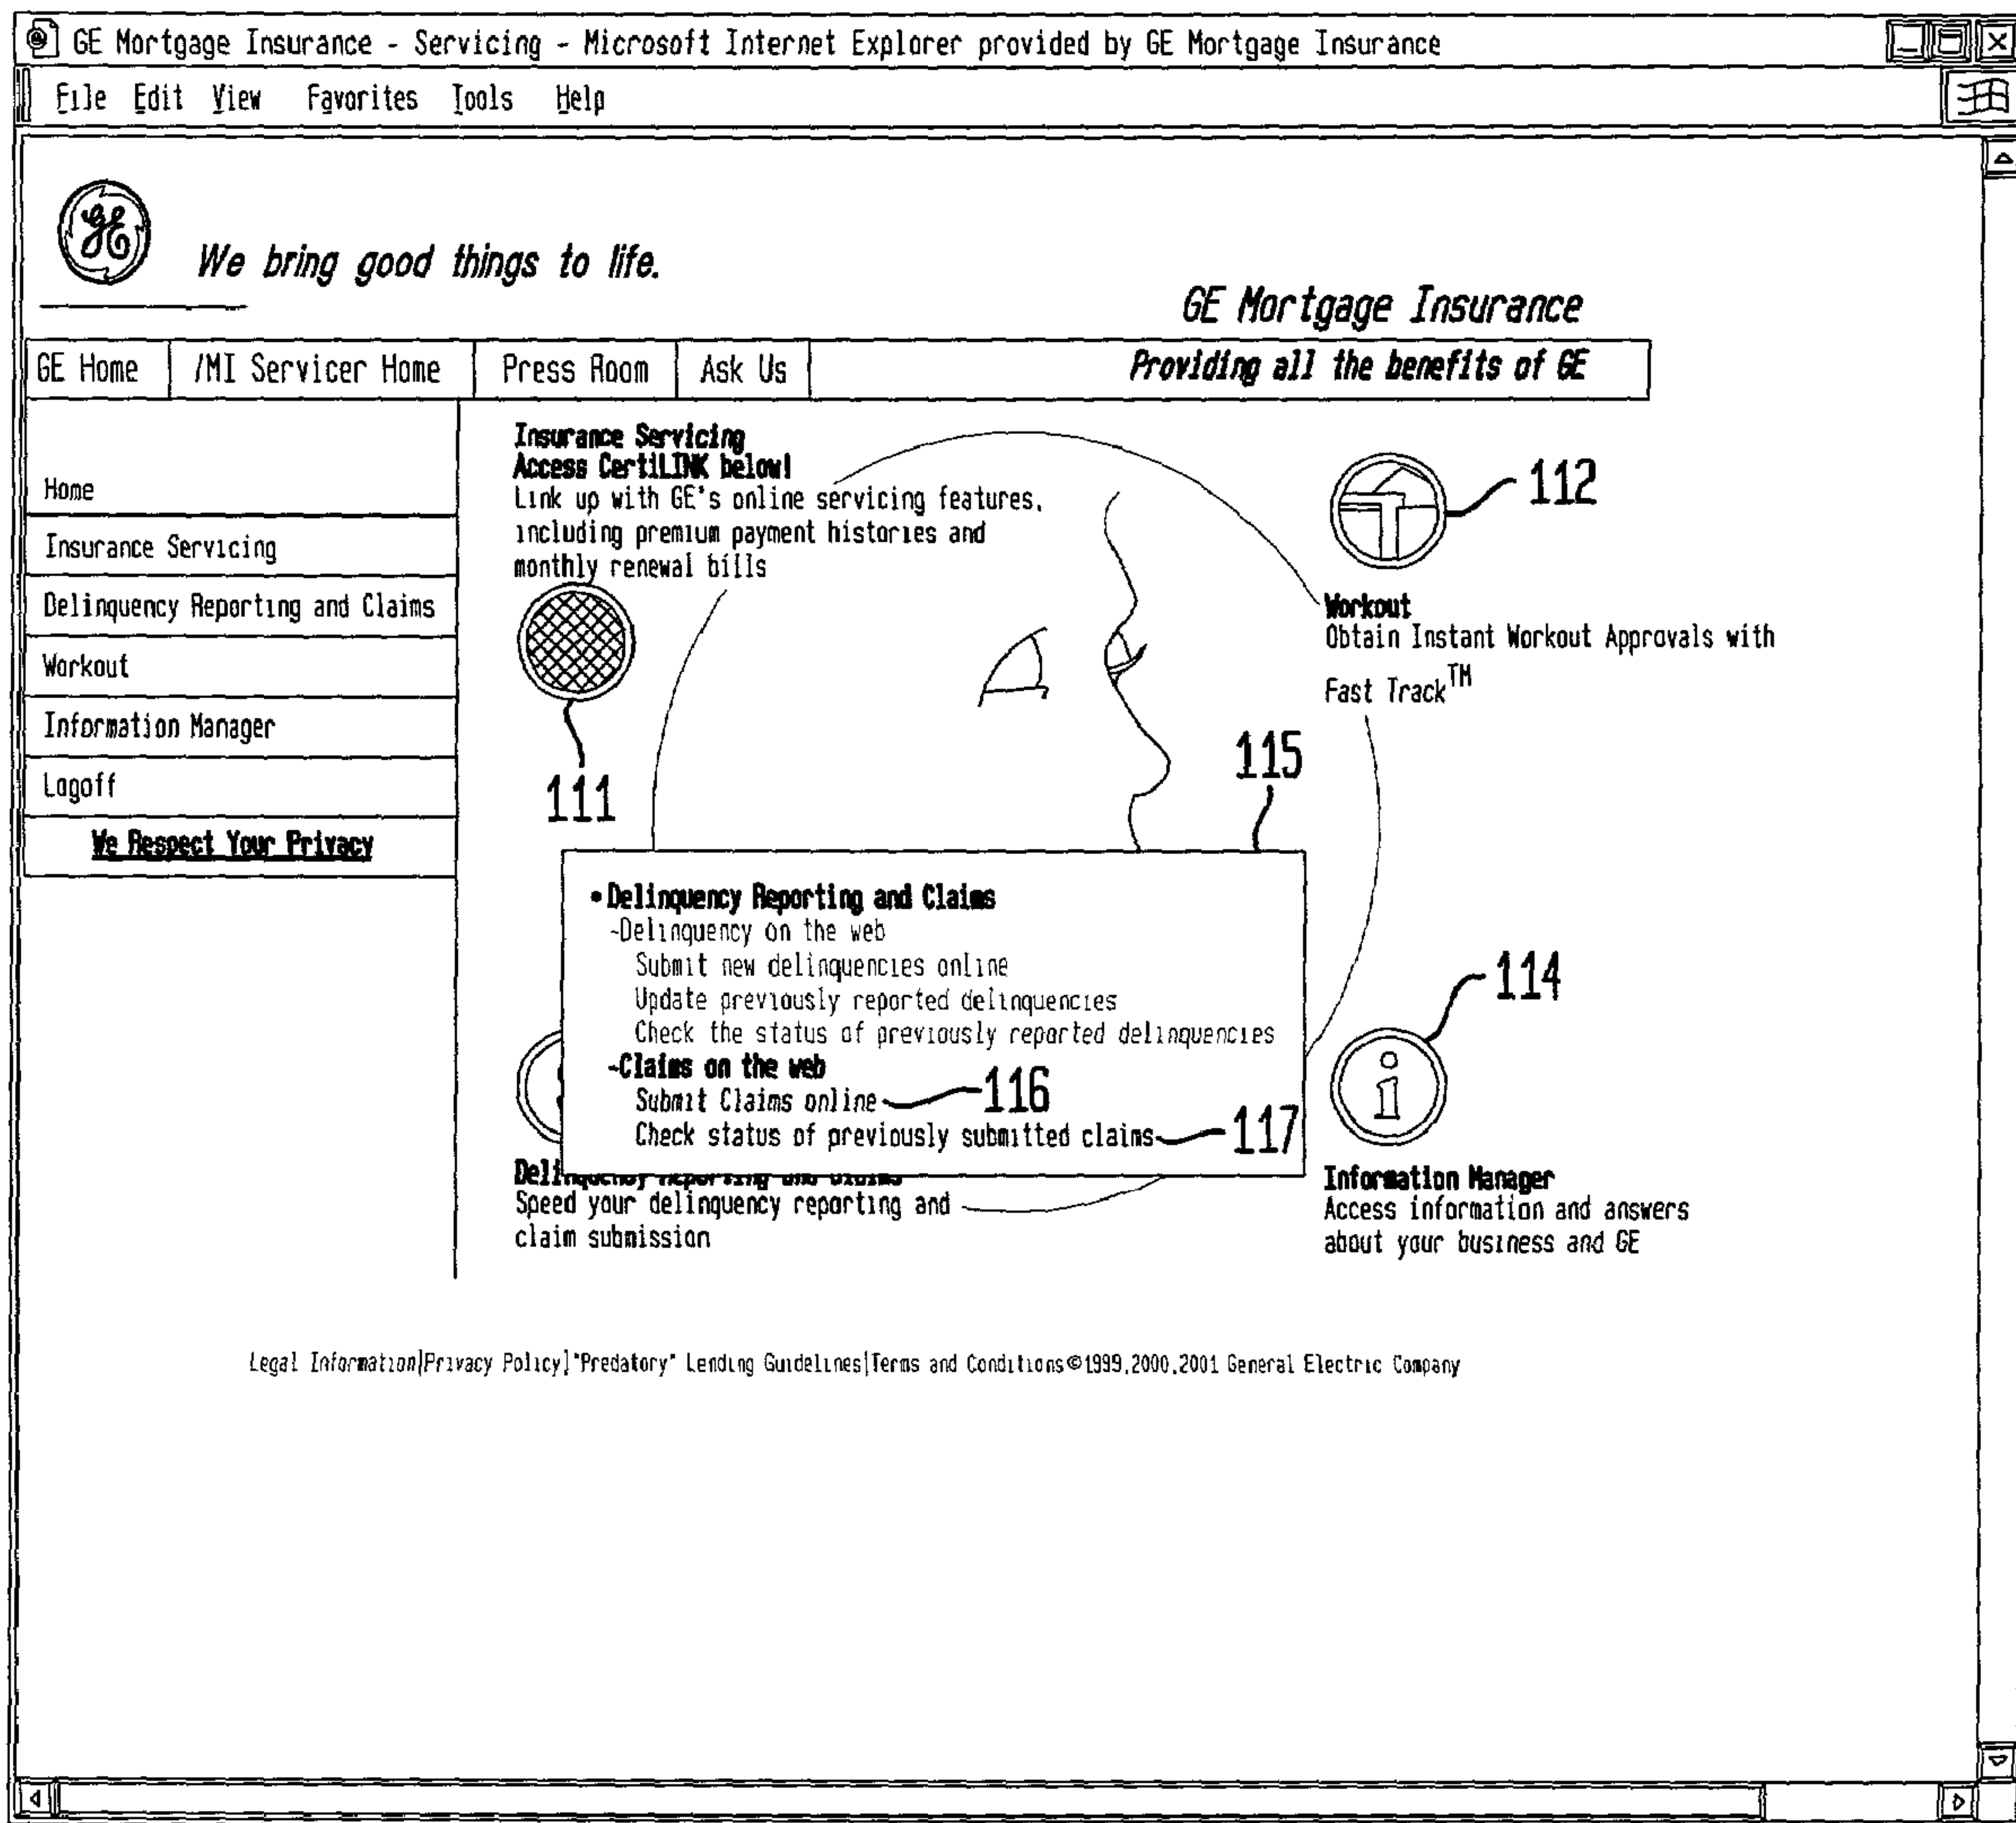 GE Mortgage Insurance - Servicing - Microsoft Internet Explorer provided by GE Mortgage Insurance
File Edit View Favorites Tools Help
GE
We bring good things to life.
GE Mortgage Insurance
GE Home
/MI Servicer Home
Press Room
Ask Us
Providing all the benefits of GE
Home
Insurance Servicing
Delinquency Reporting and Claims
Workout
Information Manager
Logoff
We Respect Your Privacy
Insurance Servicing
Access CertiLINK below!
Link up with GE's online servicing features,
including premium payment histories and
monthly renewal bills
111
112
Workout
Obtain Instant Workout Approvals with
Fast Track™
115
• Delinquency Reporting and Claims
-Delinquency on the web
Submit new delinquencies online
Update previously reported delinquencies
Check the status of previously reported delinquencies
-Claims on the web
Submit Claims online
116
Check status of previously submitted claims
117
114
i
Delinquency Reporting and Claims
Speed your delinquency reporting and
claim submission
Information Manager
Access information and answers
about your business and GE
Legal Information|Privacy Policy|"Predatory" Lending Guidelines|Terms and Conditions©1999,2000,2001 General Electric Company